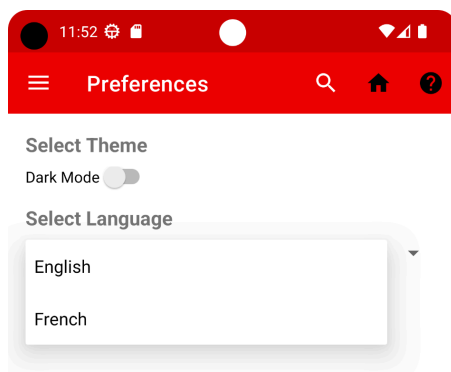 11:52
Preferences
Select Theme
Dark Mode
Select Language
English
French